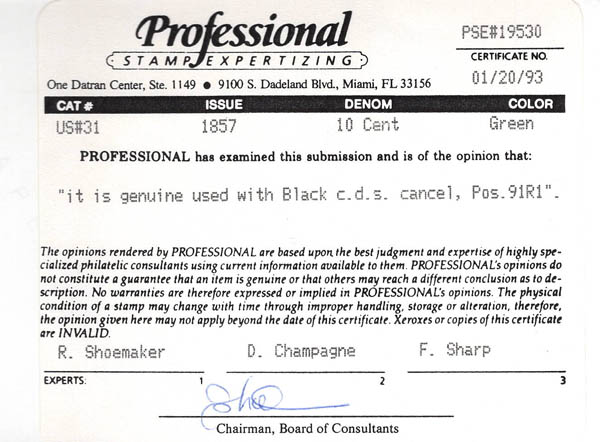 Professional
STAMP EXPERTIZING
One Datran Center, Ste. 1149 ● 9100 S. Dadeland Blvd., Miami, FL 33156
PSE#19530
CERTIFICATE NO.
01/20/93
CAT # ISSUE DENOM COLOR
US#31 1857 10 Cent Green
PROFESSIONAL has examined this submission and is of the opinion that:
"it is genuine used with Black c.d.s. cancel, Pos.91R1".
The opinions rendered by PROFESSIONAL are based upon the best judgment and expertise of highly spe-
cialized philatelic consultants using current information available to them. PROFESSIONAL's opinions do
not constitute a guarantee that an item is genuine or that others may reach a different conclusion as to de-
scription. No warranties are therefore expressed or implied in PROFESSIONAL's opinions. The physical
condition of a stamp may change with time through improper handling, storage or alteration, therefore,
the opinion given here may not apply beyond the date of this certificate. Xeroxes or copies of this certificate
are INVALID.
R. Shoemaker D. Champagne F. Sharp
EXPERTS: 1 2 3
Chairman, Board of Consultants